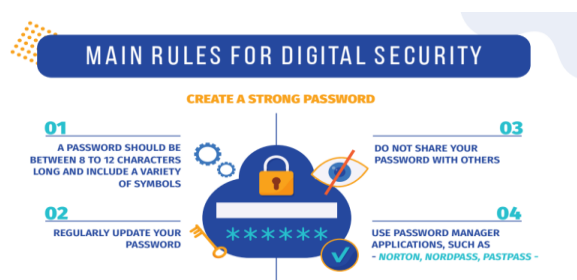 MAIN RULES FOR DIGITAL SECURITY
CREATE A STRONG PASSWORD
01
A PASSWORD SHOULD BE
BETWEEN 8 TO 12 CHARACTERS
LONG AND INCLUDE A VARIETY
OF SYMBOLS
02
REGULARLY UPDATE YOUR
PASSWORD
******
03
DO NOT SHARE YOUR
PASSWORD WITH OTHERS
04
USE PASSWORD MANAGER
APPLICATIONS, SUCH AS
- NORTON, NORDPASS, PASTPASS -